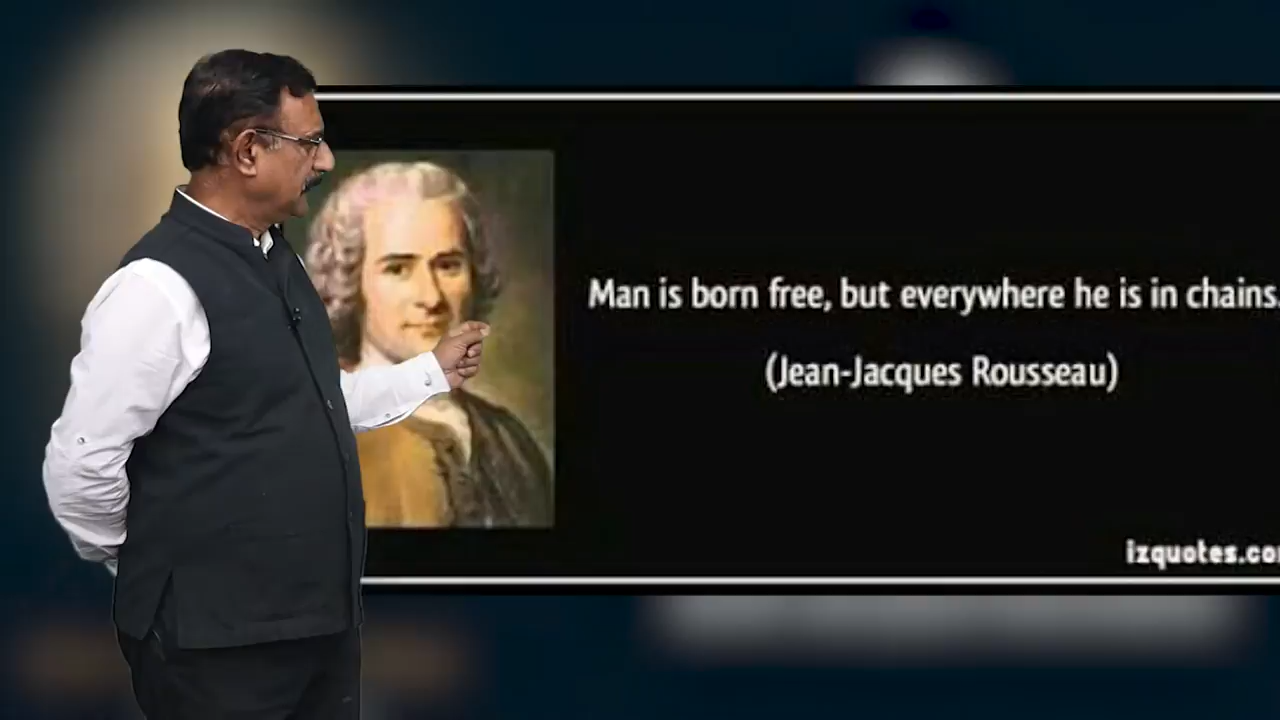 Man is born free, but everywhere he is in chains.
(Jean-Jacques Rousseau)
izquotes.co